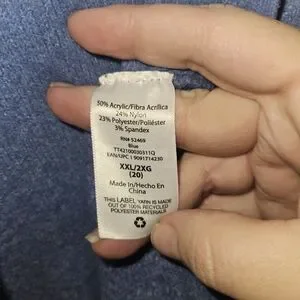 50% Acrylic/Fibra Acrílica
24% Nylon
23% Polyester/Poliéster
3% Spandex
RN# 52469
Blue
TT42100030311Q
EAN/UPC | 9091714230
XXL/2XG
(20)
Made In/Hecho En
China
THIS LABEL YARN IS MADE
OUT OF 100% RECYCLED
POLYESTER MATERIALS